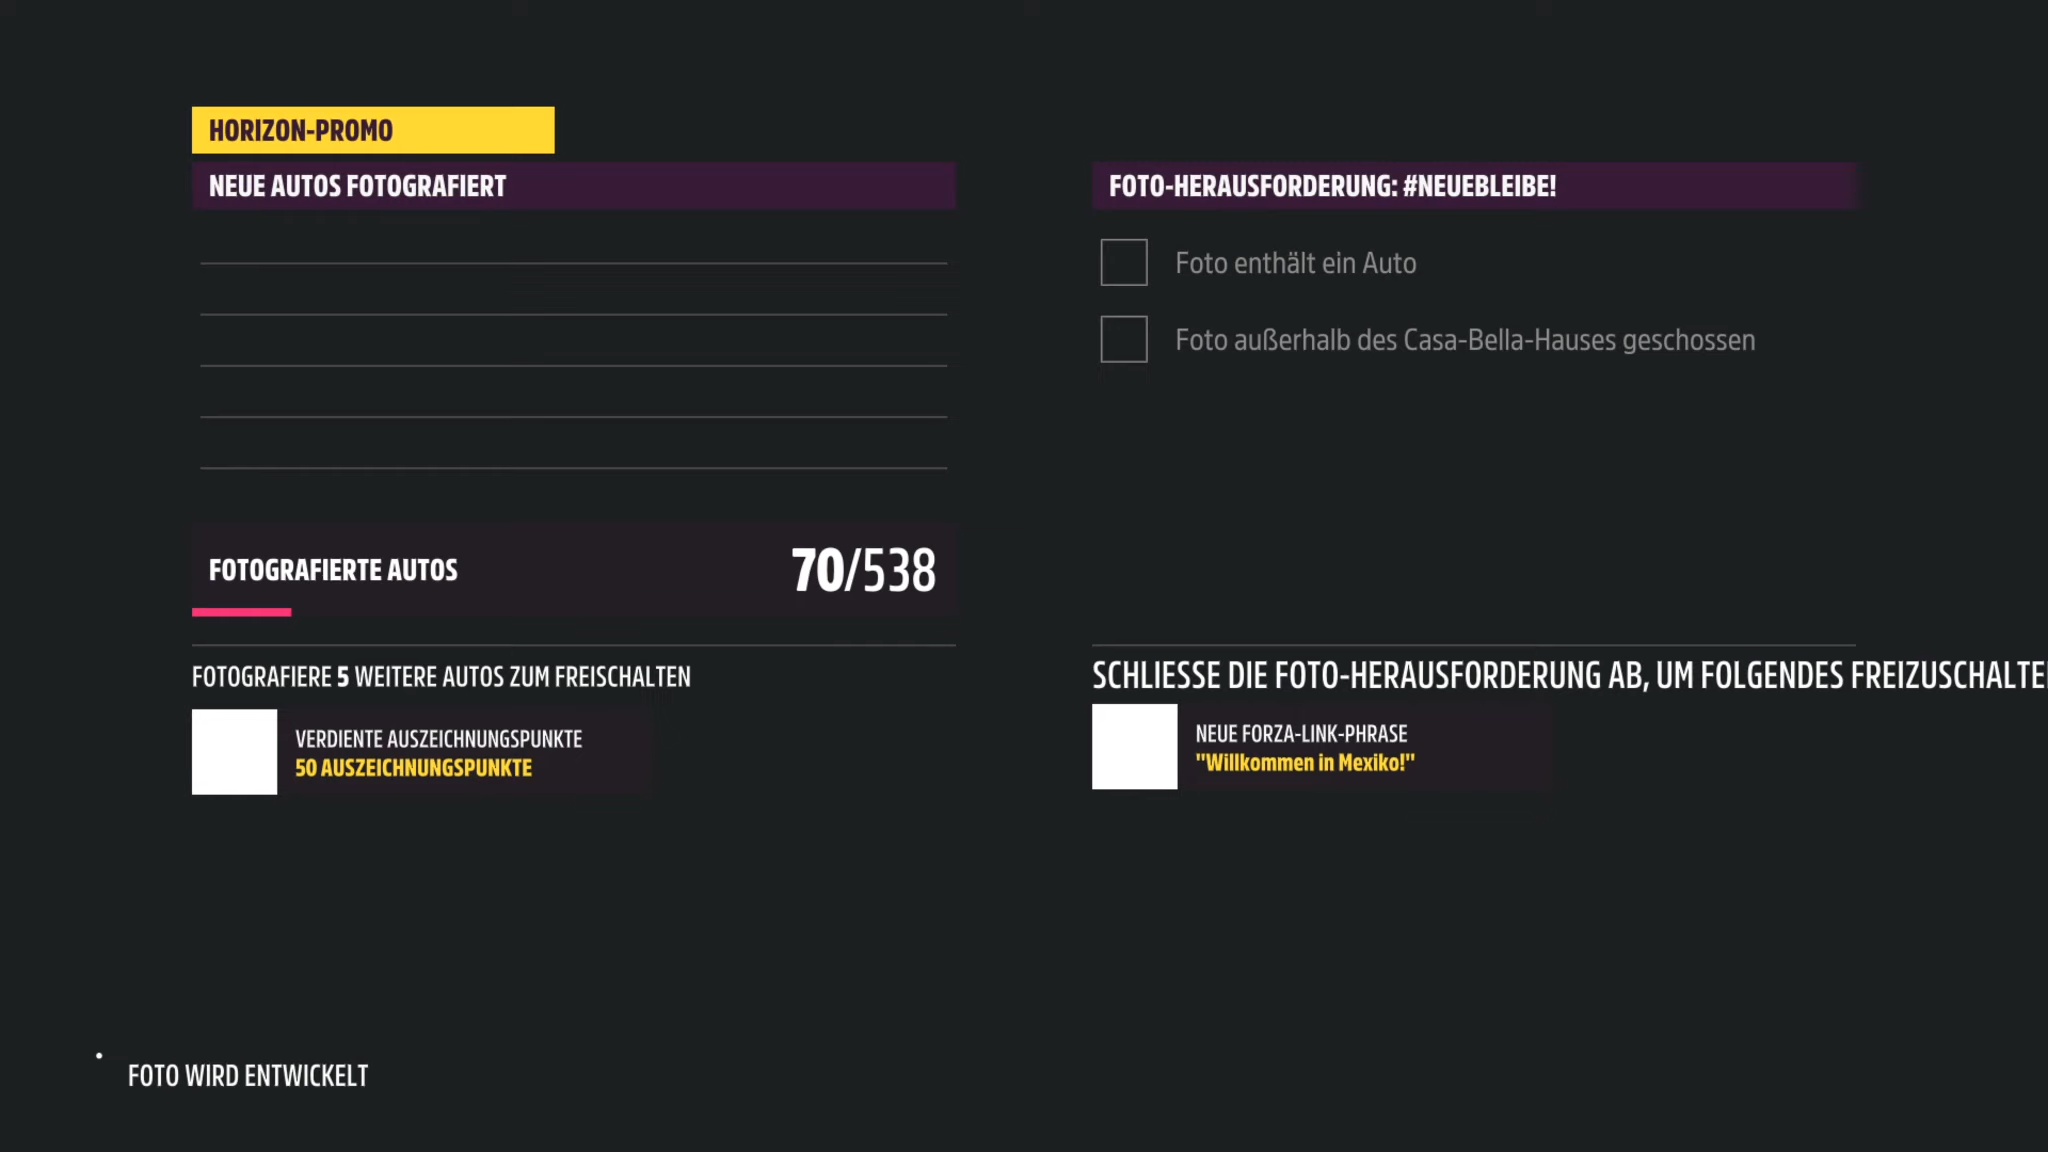 HORIZON-PROMO
NEUE AUTOS FOTOGRAFIERT
FOTOGRAFIERTE AUTOS
70/538
FOTOGRAFIERE 5 WEITERE AUTOS ZUM FREISCHALTEN
VERDIENTE AUSZEICHNUNGSPUNKTE
50 AUSZEICHNUNGSPUNKTE
FOTO-HERAUSFORDERUNG: #NEUEBLEIBE!
Foto enthält ein Auto
Foto außerhalb des Casa-Bella-Hauses geschossen
SCHLIESSE DIE FOTO-HERAUSFORDERUNG AB, UM FOLGENDES FREIZUSCHALTE
NEUE FORZA-LINK-PHRASE
"Willkommen in Mexiko!"
FOTO WIRD ENTWICKELT